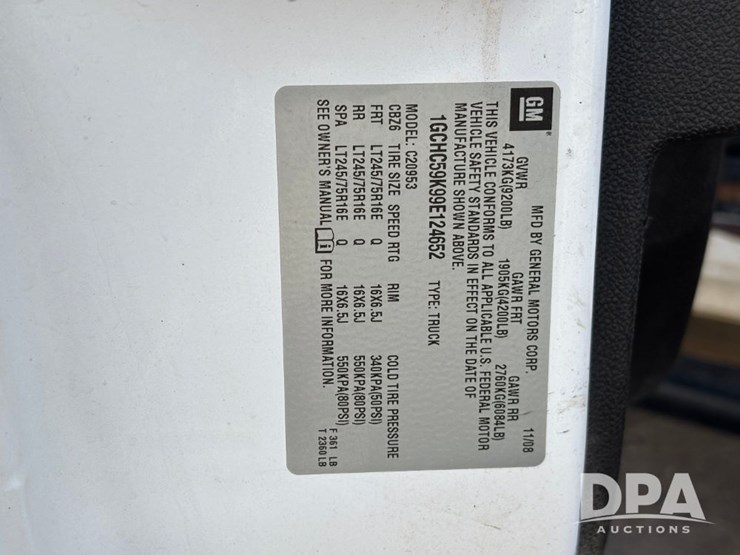 GM
MFD BY GENERAL MOTORS CORP. 11/08
GVWR GAWR FRT GAWR RR
4173KG(9200LB) 1905KG(4200LB) 2760KG(6084LB)
THIS VEHICLE CONFORMS TO ALL APPLICABLE U.S. FEDERAL MOTOR
VEHICLE SAFETY STANDARDS IN EFFECT ON THE DATE OF
MANUFACTURE SHOWN ABOVE.
1GCHC59K99E124652 TYPE: TRUCK
MODEL: C20953
CBZ6 TIRE SIZE SPEED RTG RIM COLD TIRE PRESSURE
FRT LT245/75R16E Q 16X6.5J 340KPA(50PSI)
RR LT245/75R16E Q 16X6.5J 550KPA(80PSI)
SPA LT245/75R16E Q 16X6.5J 550KPA(80PSI)
SEE OWNER'S MANUAL FOR MORE INFORMATION. F 361 LB
T 2360 LB
DPA
AUCTIONS